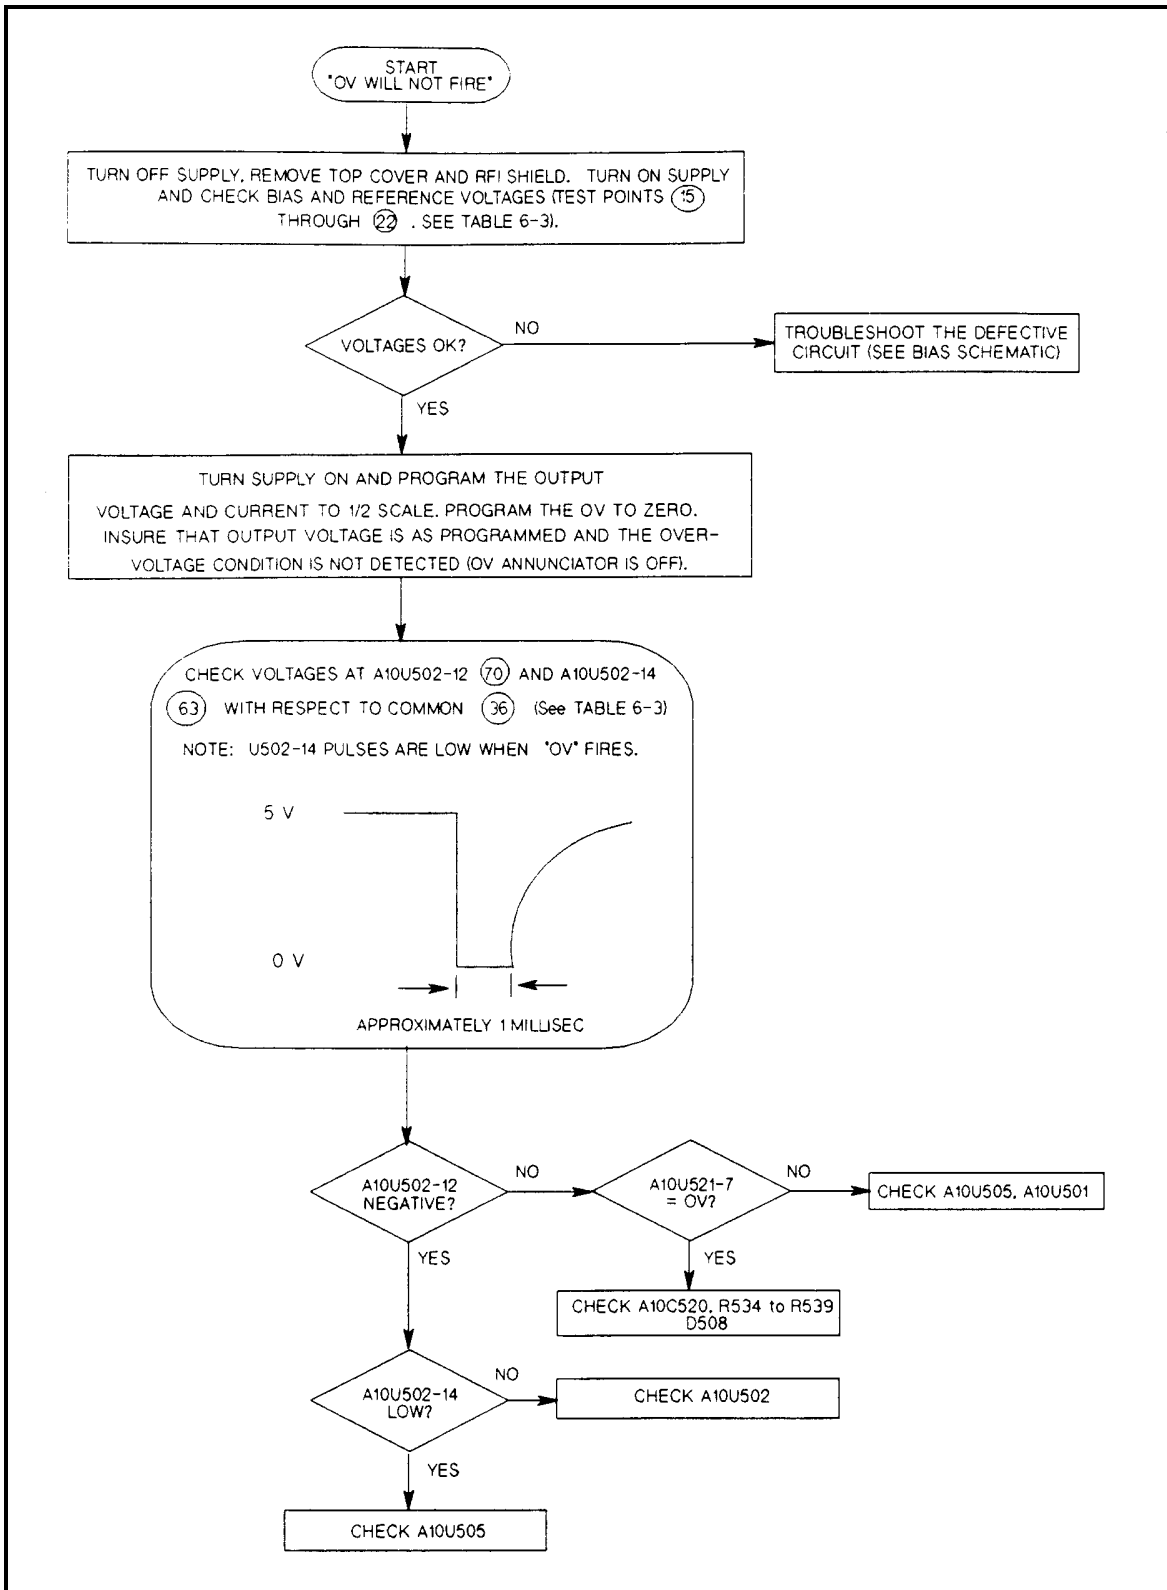 START
"OV WILL NOT FIRE"
TURN OFF SUPPLY, REMOVE TOP COVER AND RFI SHIELD. TURN ON SUPPLY
AND CHECK BIAS AND REFERENCE VOLTAGES (TEST POINTS 15
THROUGH 22 . SEE TABLE 6-3).
VOLTAGES OK?
NO
TROUBLESHOOT THE DEFECTIVE
CIRCUIT (SEE BIAS SCHEMATIC)
YES
TURN SUPPLY ON AND PROGRAM THE OUTPUT
VOLTAGE AND CURRENT TO 1/2 SCALE. PROGRAM THE OV TO ZERO.
INSURE THAT OUTPUT VOLTAGE IS AS PROGRAMMED AND THE OVER-
VOLTAGE CONDITION IS NOT DETECTED (OV ANNUNCIATOR IS OFF).
CHECK VOLTAGES AT A10U502-12 70 AND A10U502-14
63 WITH RESPECT TO COMMON 36 (See TABLE 6-3)
NOTE: U502-14 PULSES ARE LOW WHEN "OV" FIRES.
5 V
0 V
APPROXIMATELY 1 MILLISEC
A10U502-12
NEGATIVE?
NO
A10U521-7
= OV?
NO
CHECK A10U505, A10U501
YES
YES
CHECK A10C520, R534 to R539
D508
A10U502-14
LOW?
NO
CHECK A10U502
YES
CHECK A10U505